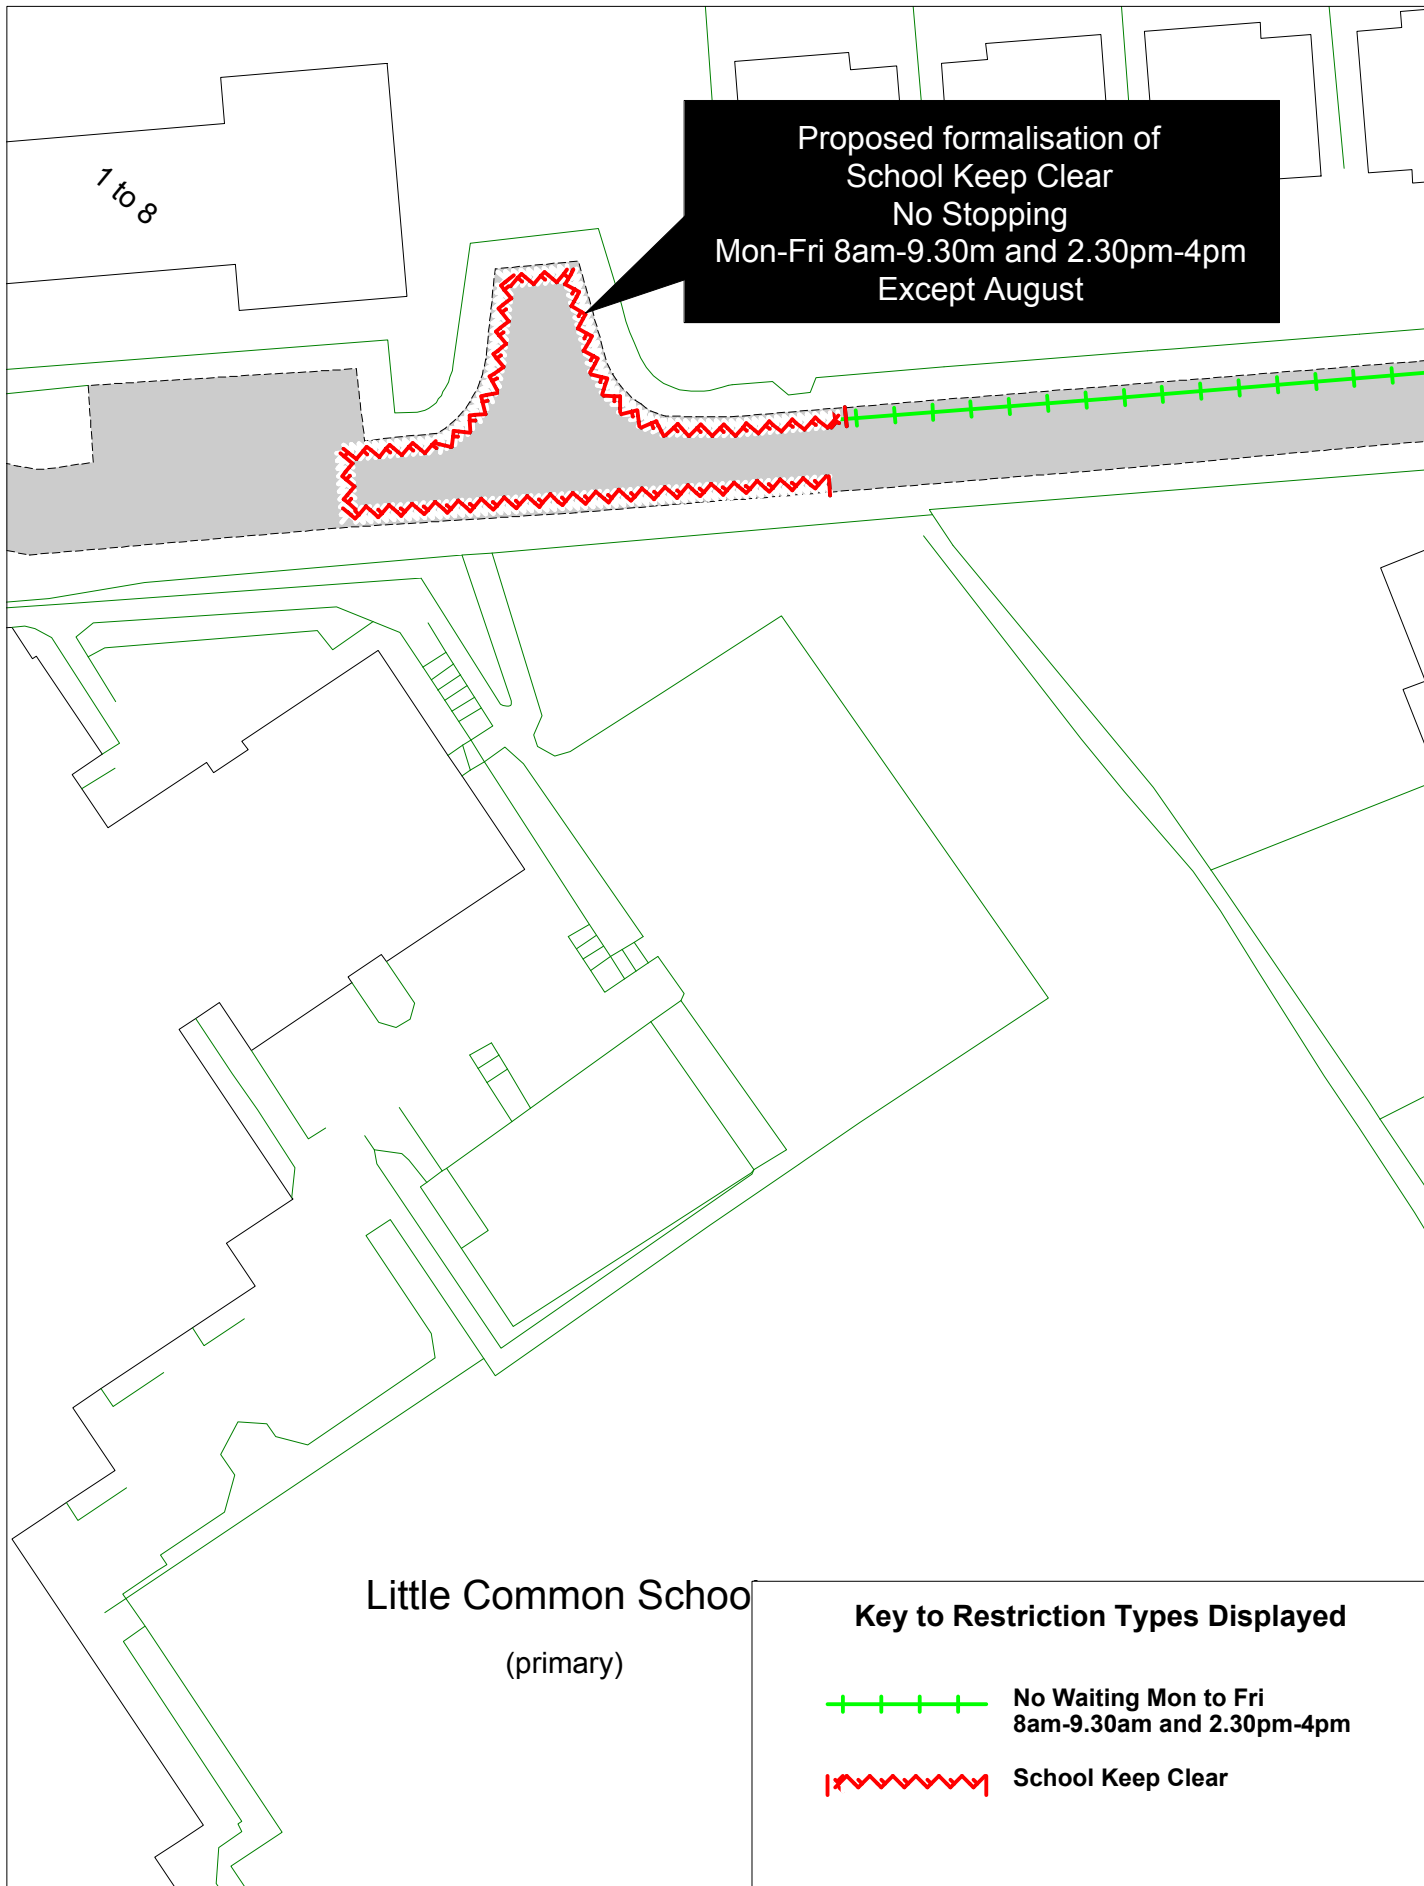 1 to 8
Proposed formalisation of
School Keep Clear
No Stopping
Mon-Fri 8am-9.30m and 2.30pm-4pm
Except August
Little Common Schoo
(primary)
Key to Restriction Types Displayed
No Waiting Mon to Fri
8am-9.30am and 2.30pm-4pm
School Keep Clear